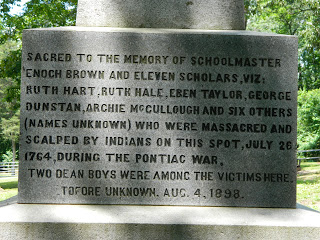 SACRED TO THE MEMORY OF SCHOOLMASTER
ENOCH BROWN AND ELEVEN SCHOLARS, VIZ:
RUTH HART, RUTH HALE, EBEN TAYLOR, GEORGE
DUNSTAN, ARCHIE McCULLOUGH AND SIX OTHERS
(NAMES UNKNOWN) WHO WERE MASSACRED AND
SCALPED BY INDIANS ON THIS SPOT, JULY 26
1764, DURING THE PONTIAC WAR,
TWO DEAN BOYS WERE AMONG THE VICTIMS HERE.
TOFORE UNKNOWN. AUG. 4, 1898.